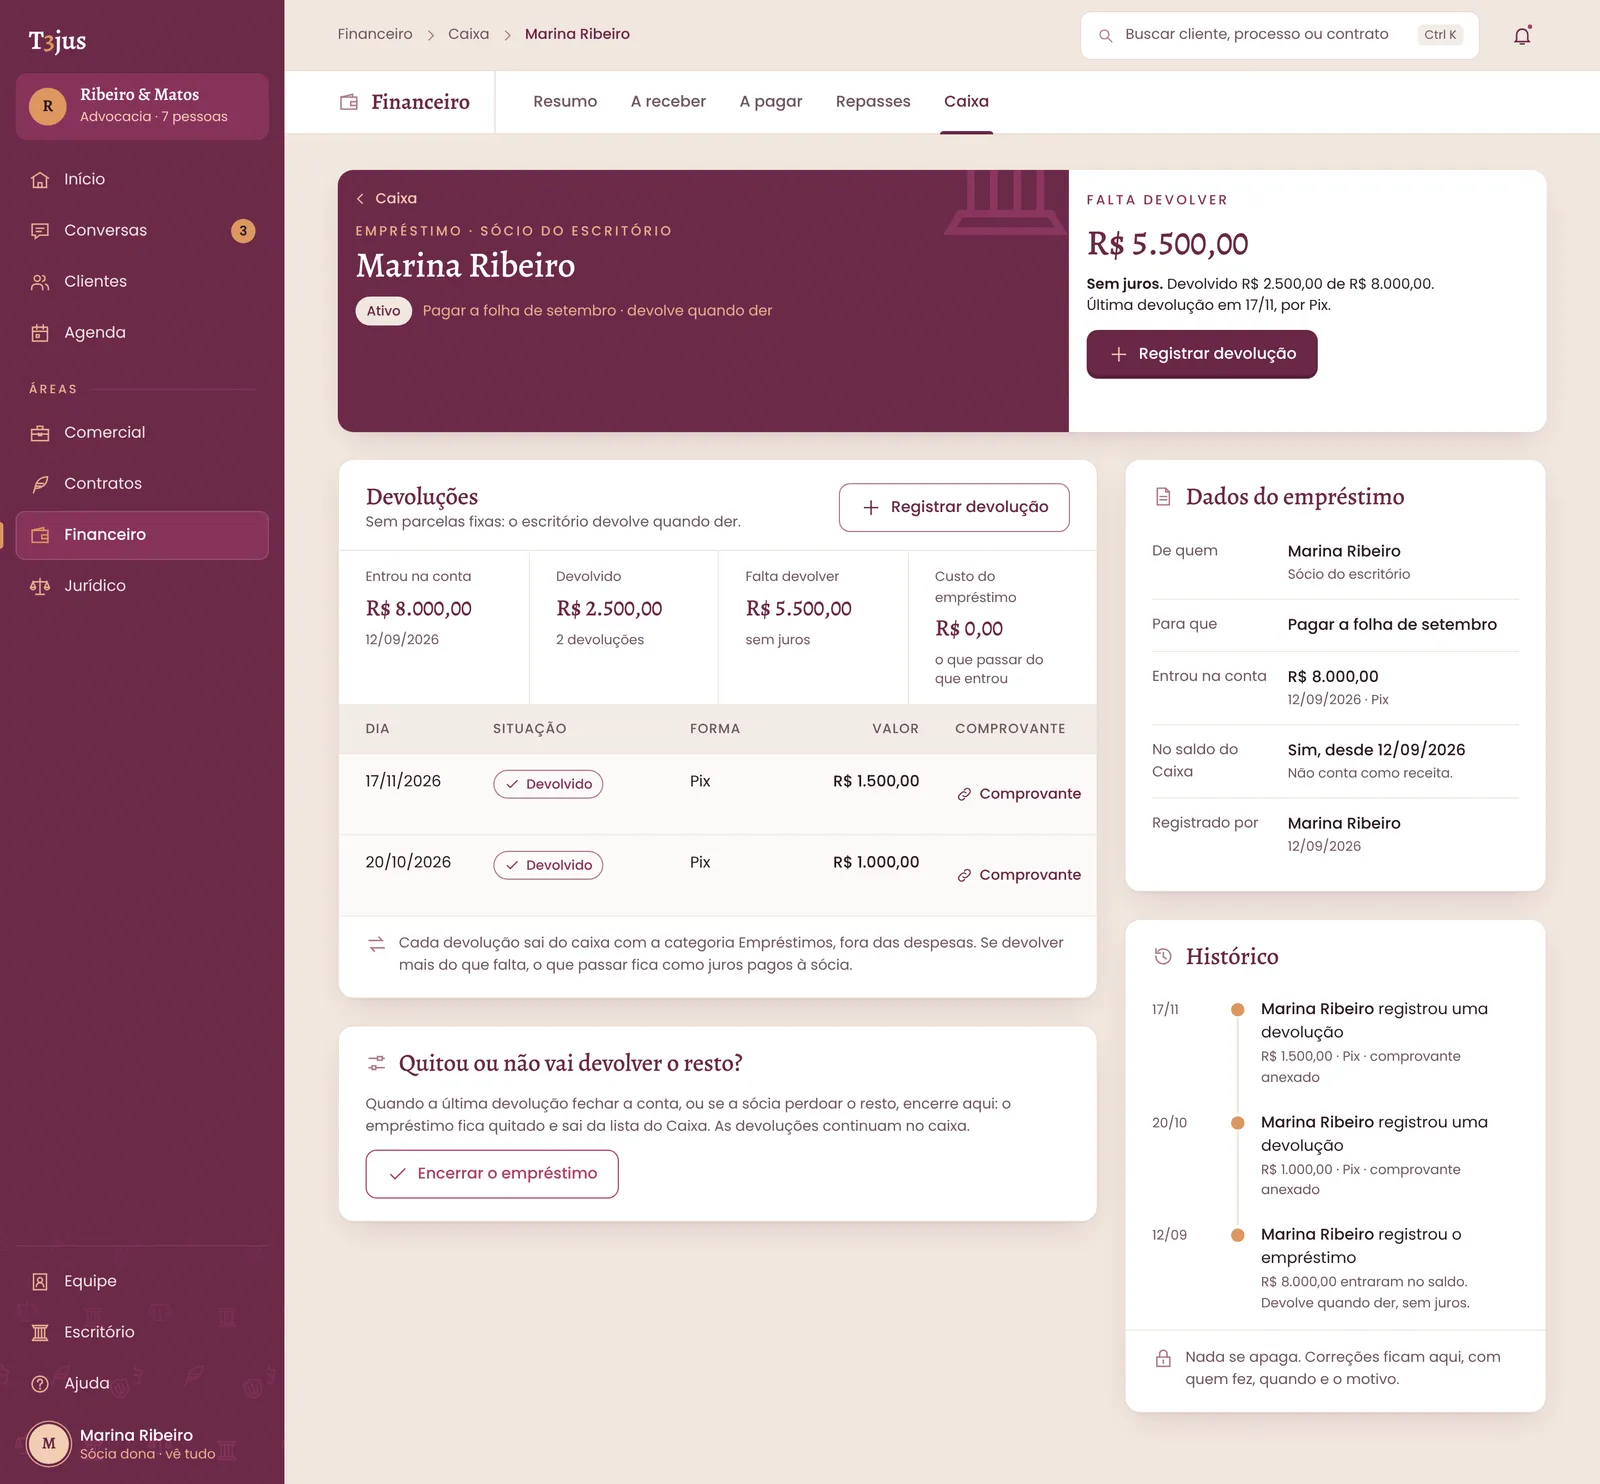 T3jus
R
Ribeiro & Matos
Advocacia · 7 pessoas
Início
Conversas
3
Clientes
Agenda
ÁREAS
Comercial
Contratos
Financeiro
Jurídico
Equipe
Escritório
Ajuda
M
Marina Ribeiro
Sócia dona · vê tudo
Financeiro
Caixa
Marina Ribeiro
Buscar cliente, processo ou contrato
Ctrl K
Financeiro
Resumo
A receber
A pagar
Repasses
Caixa
Caixa
EMPRÉSTIMO · SÓCIO DO ESCRITÓRIO
Marina Ribeiro
Ativo
Pagar a folha de setembro · devolve quando der
FALTA DEVOLVER
R$ 5.500,00
Sem juros. Devolvido R$ 2.500,00 de R$ 8.000,00.
Última devolução em 17/11, por Pix.
Registrar devolução
Devoluções
Sem parcelas fixas: o escritório devolve quando der.
Registrar devolução
Entrou na conta
R$ 8.000,00
12/09/2026
Devolvido
R$ 2.500,00
2 devoluções
Falta devolver
R$ 5.500,00
sem juros
Custo do
empréstimo
R$ 0,00
o que passar do
que entrou
DIA
SITUAÇÃO
FORMA
VALOR
COMPROVANTE
17/11/2026
Devolvido
Pix
R$ 1.500,00
Comprovante
20/10/2026
Devolvido
Pix
R$ 1.000,00
Comprovante
Cada devolução sai do caixa com a categoria Empréstimos, fora das despesas. Se devolver
mais do que falta, o que passar fica como juros pagos à sócia.
Quitou ou não vai devolver o resto?
Quando a última devolução fechar a conta, ou se a sócia perdoar o resto, encerre aqui: o
empréstimo fica quitado e sai da lista do Caixa. As devoluções continuam no caixa.
Encerrar o empréstimo
Dados do empréstimo
De quem
Marina Ribeiro
Sócio do escritório
Para que
Pagar a folha de setembro
Entrou na conta
R$ 8.000,00
12/09/2026 · Pix
No saldo do
Caixa
Sim, desde 12/09/2026
Não conta como receita.
Registrado por
Marina Ribeiro
12/09/2026
Histórico
17/11
Marina Ribeiro registrou uma
devolução
R$ 1.500,00 · Pix · comprovante
anexado
20/10
Marina Ribeiro registrou uma
devolução
R$ 1.000,00 · Pix · comprovante
anexado
12/09
Marina Ribeiro registrou o
empréstimo
R$ 8.000,00 entraram no saldo.
Devolve quando der, sem juros.
Nada se apaga. Correções ficam aqui, com
quem fez, quando e o motivo.